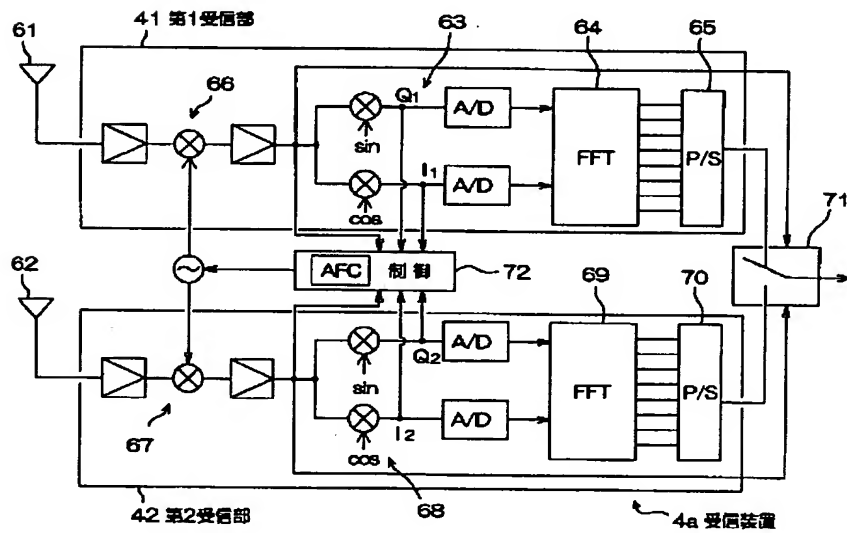 41 第1受信部
61
66
63
64
65
Q1
A/D
sin
FFT
P/S
I1
A/D
cos
71
62
AFC 制御
72
69
70
Q2
A/D
sin
FFT
P/S
I2
A/D
cos
67
68
42 第2受信部
4a 受信装置